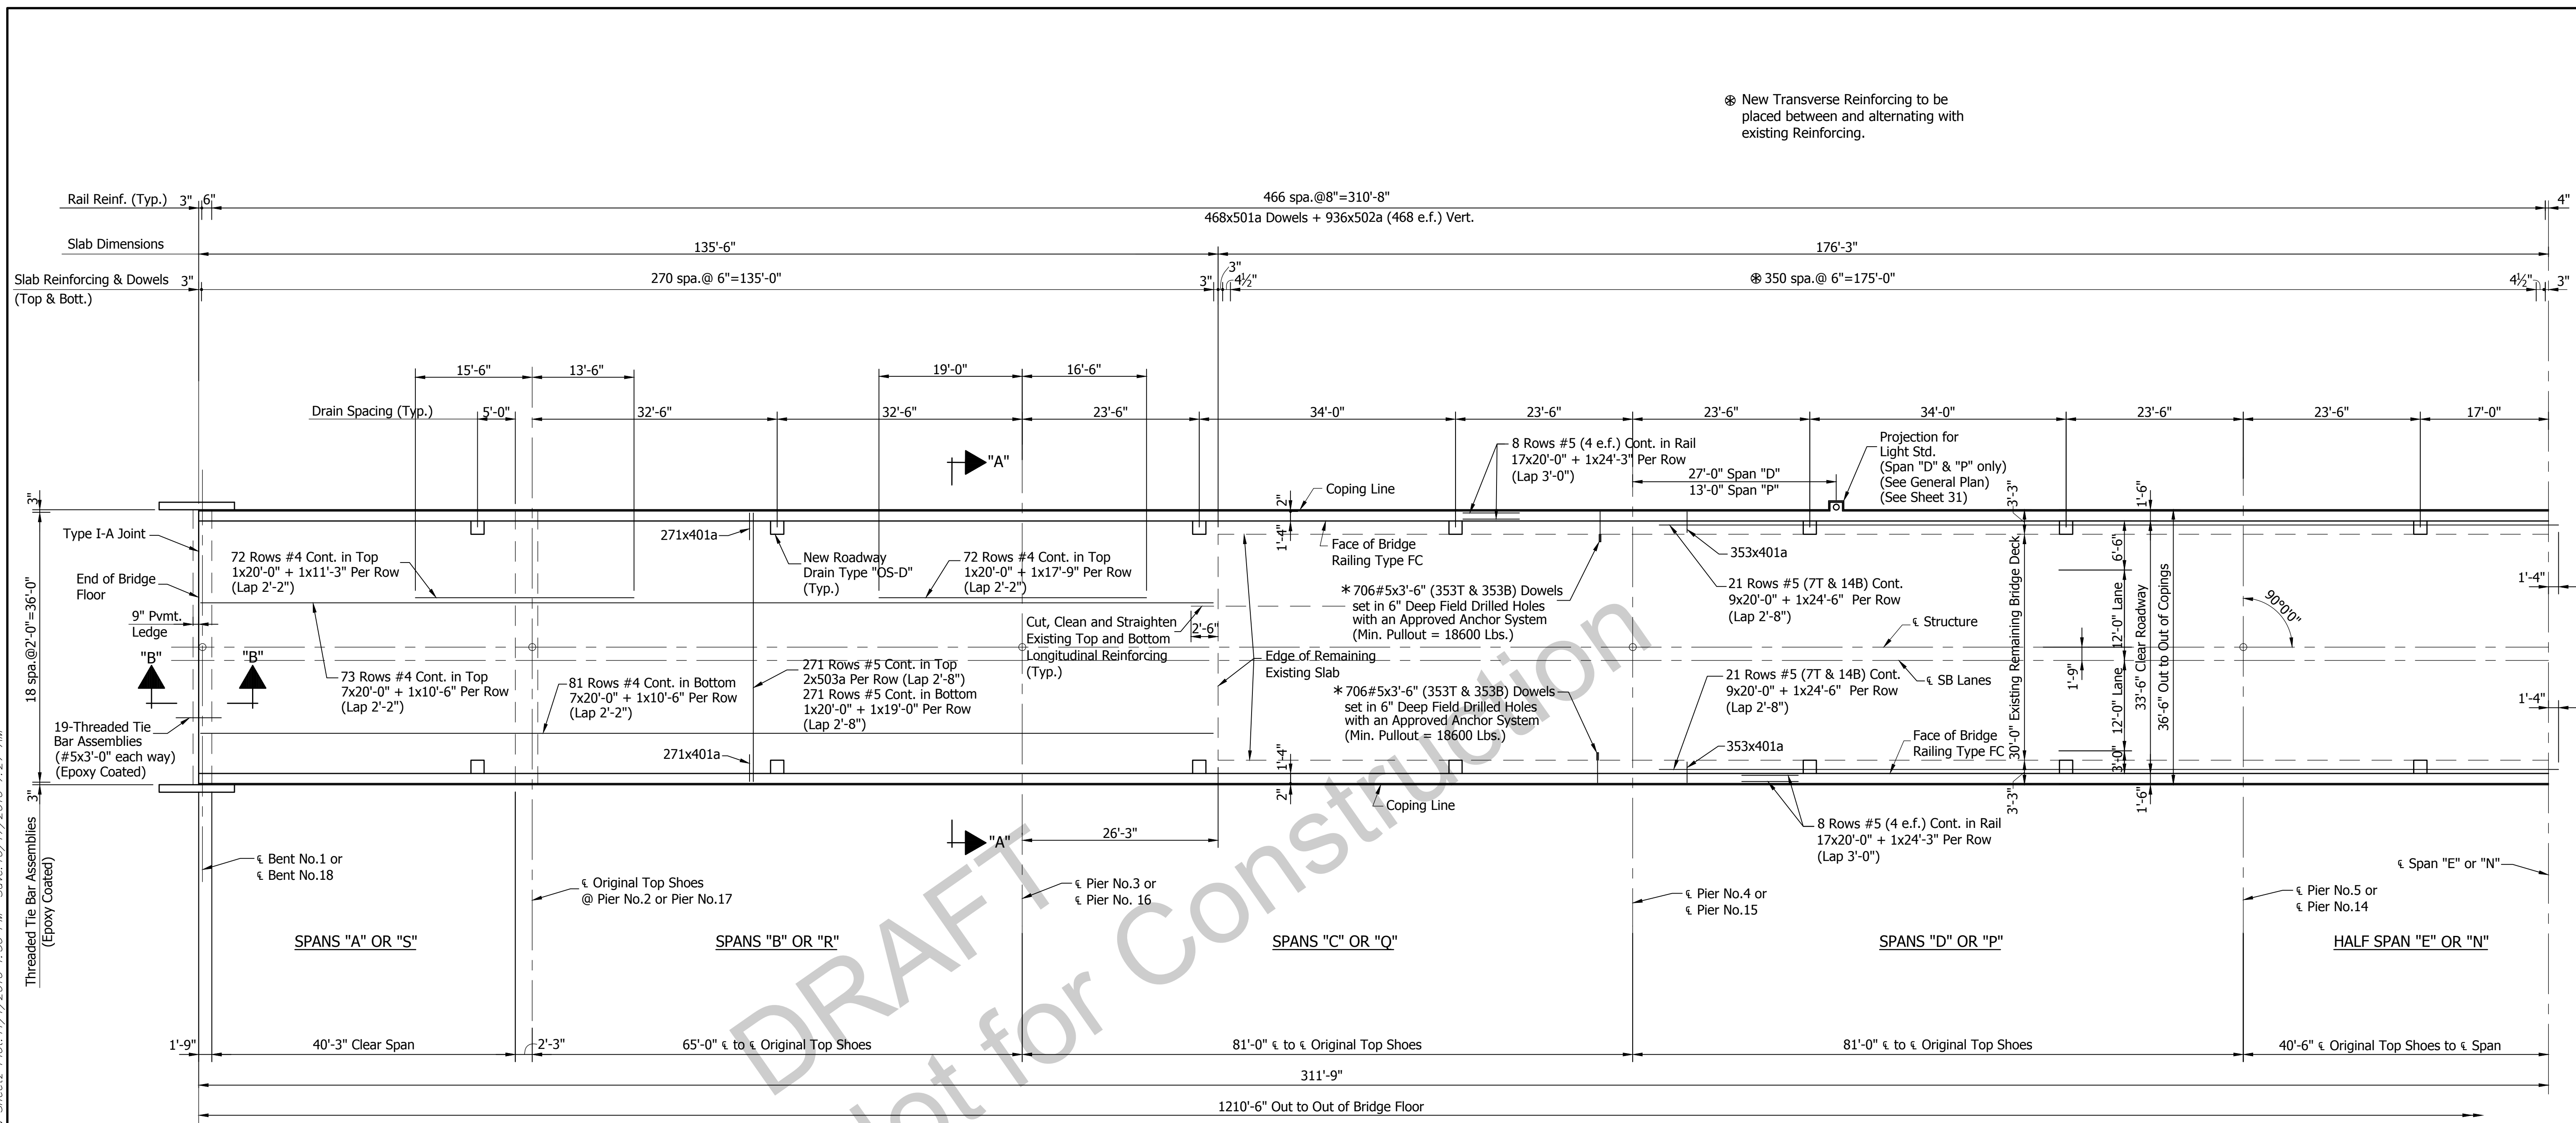 ⊛ New Transverse Reinforcing to be
placed between and alternating with
existing Reinforcing.
Rail Reinf. (Typ.) 3" 6"
466 spa.@8"=310'-8"
4"
468x501a Dowels + 936x502a (468 e.f.) Vert.
Slab Dimensions
135'-6"
176'-3"
Slab Reinforcing & Dowels 3"
(Top & Bott.)
270 spa.@ 6"=135'-0"
3"
3"
4½"
⊛ 350 spa.@ 6"=175'-0"
4½"
3"
15'-6"
13'-6"
19'-0"
16'-6"
Drain Spacing (Typ.)
5'-0"
32'-6"
32'-6"
23'-6"
34'-0"
23'-6"
23'-6"
34'-0"
23'-6"
23'-6"
17'-0"
"A"
8 Rows #5 (4 e.f.) Cont. in Rail
17x20'-0" + 1x24'-3" Per Row
(Lap 3'-0")
27'-0" Span "D"
13'-0" Span "P"
Projection for
Light Std.
(Span "D" & "P" only)
(See General Plan)
(See Sheet 31)
3"
18 spa.@2'-0"=36'-0"
3"
Threaded Tie Bar Assemblies
(Epoxy Coated)
Type I-A Joint
End of Bridge
Floor
9" Pvmt.
Ledge
"B"
"B"
19-Threaded Tie
Bar Assemblies
(#5x3'-0" each way)
(Epoxy Coated)
72 Rows #4 Cont. in Top
1x20'-0" + 1x11'-3" Per Row
(Lap 2'-2")
73 Rows #4 Cont. in Top
7x20'-0" + 1x10'-6" Per Row
(Lap 2'-2")
81 Rows #4 Cont. in Bottom
7x20'-0" + 1x10'-6" Per Row
(Lap 2'-2")
271x401a
New Roadway
Drain Type "OS-D"
(Typ.)
72 Rows #4 Cont. in Top
1x20'-0" + 1x17'-9" Per Row
(Lap 2'-2")
271 Rows #5 Cont. in Top
2x503a Per Row (Lap 2'-8")
271 Rows #5 Cont. in Bottom
1x20'-0" + 1x19'-0" Per Row
(Lap 2'-8")
271x401a
Cut, Clean and Straighten
Existing Top and Bottom
Longitudinal Reinforcing
(Typ.)
2'-6"
Edge of Remaining
Existing Slab
2"
1'-4"
Coping Line
Face of Bridge
Railing Type FC
* 706#5x3'-6" (353T & 353B) Dowels
set in 6" Deep Field Drilled Holes
with an Approved Anchor System
(Min. Pullout = 18600 Lbs.)
* 706#5x3'-6" (353T & 353B) Dowels
set in 6" Deep Field Drilled Holes
with an Approved Anchor System
(Min. Pullout = 18600 Lbs.)
1'-4"
2"
Coping Line
353x401a
21 Rows #5 (7T & 14B) Cont.
9x20'-0" + 1x24'-6" Per Row
(Lap 2'-8")
℄ Structure
℄ SB Lanes
21 Rows #5 (7T & 14B) Cont.
9x20'-0" + 1x24'-6" Per Row
(Lap 2'-8")
353x401a
Face of Bridge
Railing Type FC
8 Rows #5 (4 e.f.) Cont. in Rail
17x20'-0" + 1x24'-3" Per Row
(Lap 3'-0")
3'-3"
30'-0" Existing Remaining Bridge Deck
3'-3"
1'-9"
6'-6"
12'-0" Lane
12'-0" Lane
3'-0"
1'-6"
33'-6" Clear Roadway
1'-6"
36'-6" Out to Out of Copings
90°0'0"
1'-4"
1'-4"
"A"
26'-3"
℄ Bent No.1 or
℄ Bent No.18
℄ Original Top Shoes
@ Pier No.2 or Pier No.17
℄ Pier No.3 or
℄ Pier No. 16
℄ Pier No.4 or
℄ Pier No.15
℄ Pier No.5 or
℄ Pier No.14
℄ Span "E" or "N"
SPANS "A" OR "S"
SPANS "B" OR "R"
SPANS "C" OR "Q"
SPANS "D" OR "P"
HALF SPAN "E" OR "N"
1'-9"
40'-3" Clear Span
2'-3"
65'-0" ℄ to ℄ Original Top Shoes
81'-0" ℄ to ℄ Original Top Shoes
81'-0" ℄ to ℄ Original Top Shoes
40'-6" ℄ Original Top Shoes to ℄ Span
311'-9"
1210'-6" Out to Out of Bridge Floor
DRAFT
Not for Construction